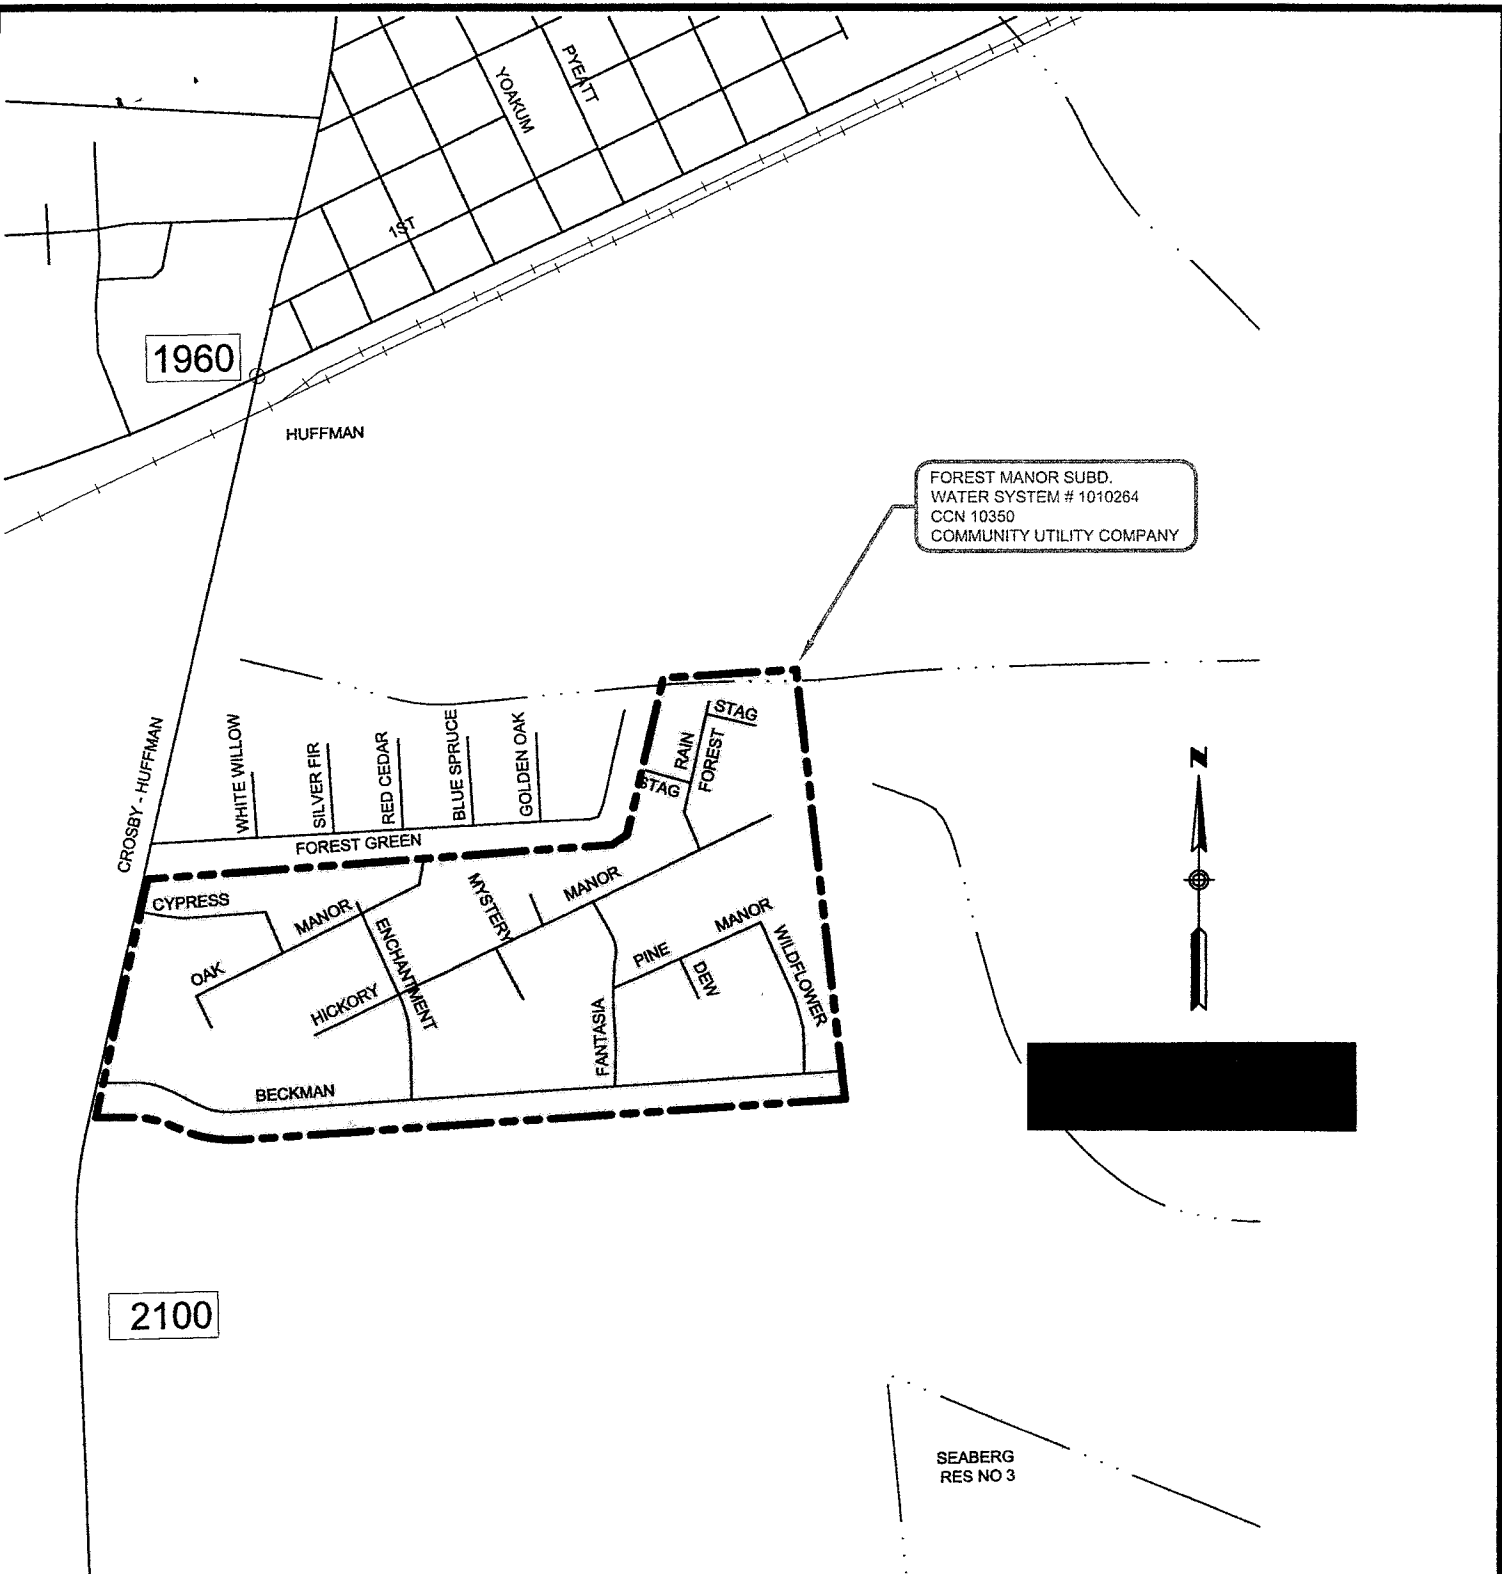 PYEATT
YOAKUM
1ST
1960
HUFFMAN
FOREST MANOR SUBD.
WATER SYSTEM # 1010264
CCN 10350
COMMUNITY UTILITY COMPANY
CROSBY - HUFFMAN
WHITE WILLOW
SILVER FIR
RED CEDAR
BLUE SPRUCE
GOLDEN OAK
STAG
RAIN
FOREST
STAG
FOREST GREEN
CYPRESS
MANOR
OAK
ENCHANTMENT
MYSTERY
MANOR
HICKORY
PINE
MANOR
DEW
WILDFLOWER
FANTASIA
BECKMAN
N
2100
SEABERG
RES NO 3